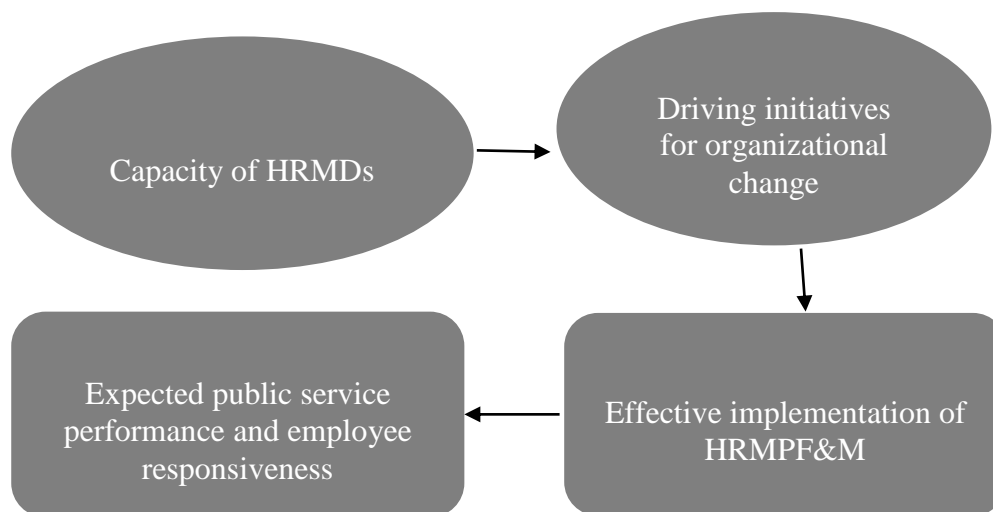 Capacity of HRMDs
Driving initiatives
for organizational
change
Expected public service
performance and employee
responsiveness
Effective implementation of
HRMPF&M